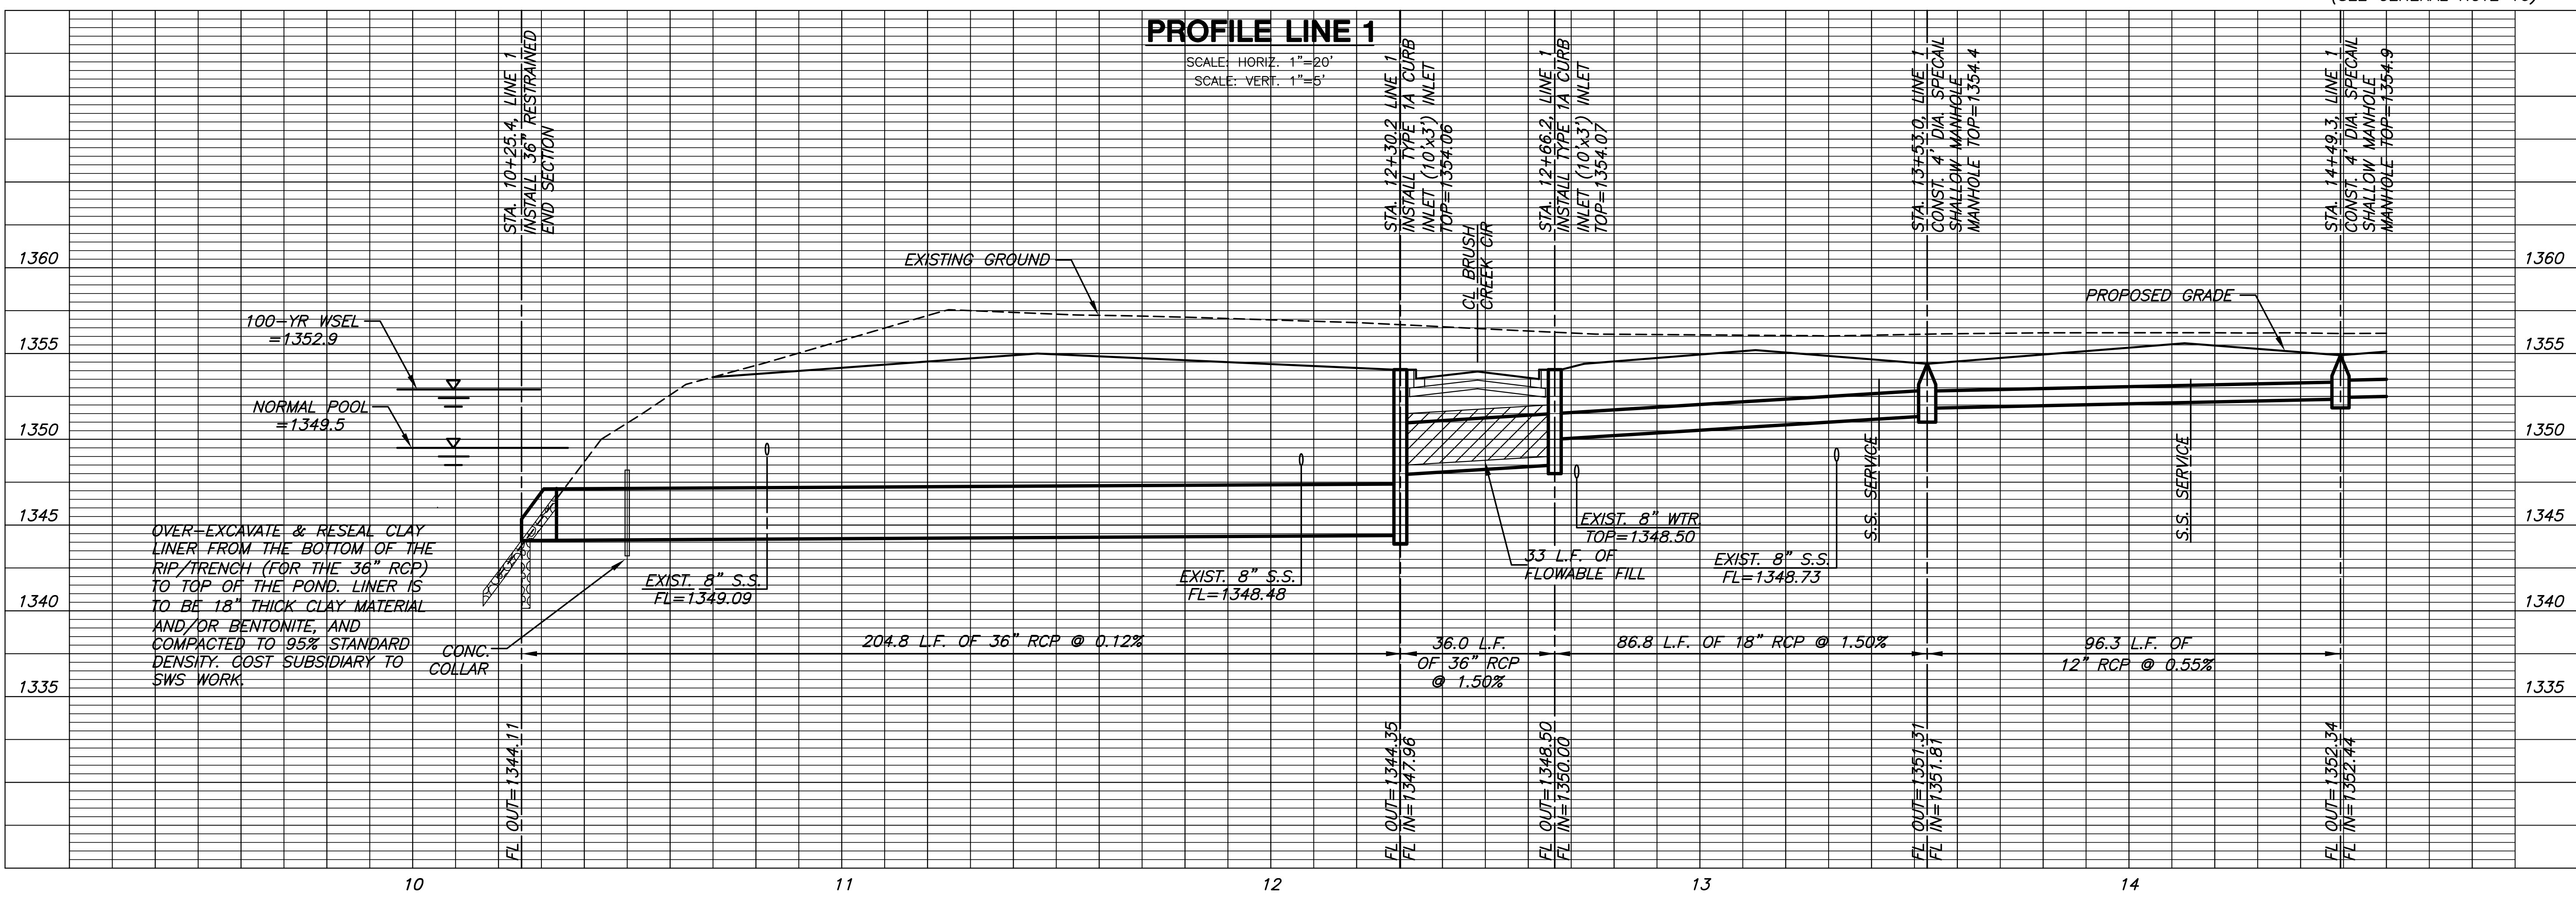 PROFILE LINE 1
SCALE: HORIZ. 1"=20'
SCALE: VERT. 1"=5'
STA. 10+25.4, LINE 1
INSTALL 36" RESTRAINED
END SECTION
STA. 12+30.2 LINE 1
INSTALL TYPE 1A CURB
INLET (10'x3') INLET
TOP=1354.06
CL BRUSH
CREEK CIR
STA. 12+66.2, LINE 1
INSTALL TYPE 1A CURB
INLET (10'x3') INLET
TOP=1354.07
STA. 13+53.0, LINE 1
CONST. 4' DIA. SPECAIL
SHALLOW MANHOLE
MANHOLE TOP=1354.4
STA. 14+49.3, LINE 1
CONST. 4' DIA. SPECAIL
SHALLOW MANHOLE
MANHOLE TOP=1354.9
1360
1355
1350
1345
1340
1335
EXISTING GROUND
PROPOSED GRADE
100-YR WSEL
=1352.9
NORMAL POOL
=1349.5
OVER-EXCAVATE & RESEAL CLAY
LINER FROM THE BOTTOM OF THE
RIP/TRENCH (FOR THE 36" RCP)
TO TOP OF THE POND. LINER IS
TO BE 18" THICK CLAY MATERIAL
AND/OR BENTONITE, AND
COMPACTED TO 95% STANDARD
DENSITY. COST SUBSIDIARY TO
SWS WORK.
CONC.
COLLAR
EXIST. 8" S.S.
FL=1349.09
EXIST. 8" S.S.
FL=1348.48
33 L.F. OF
FLOWABLE FILL
EXIST. 8" WTR
TOP=1348.50
EXIST. 8" S.S.
FL=1348.73
S.S. SERVICE
S.S. SERVICE
204.8 L.F. OF 36" RCP @ 0.12%
36.0 L.F.
OF 36" RCP
@ 1.50%
86.8 L.F. OF 18" RCP @ 1.50%
96.3 L.F. OF
12" RCP @ 0.55%
1360
1355
1350
1345
1340
1335
FL OUT=1344.11
FL OUT=1344.35
FL IN=1347.96
FL OUT=1348.50
FL IN=1350.00
FL OUT=1351.31
FL IN=1351.81
FL OUT=1352.34
FL IN=1352.44
10
11
12
13
14